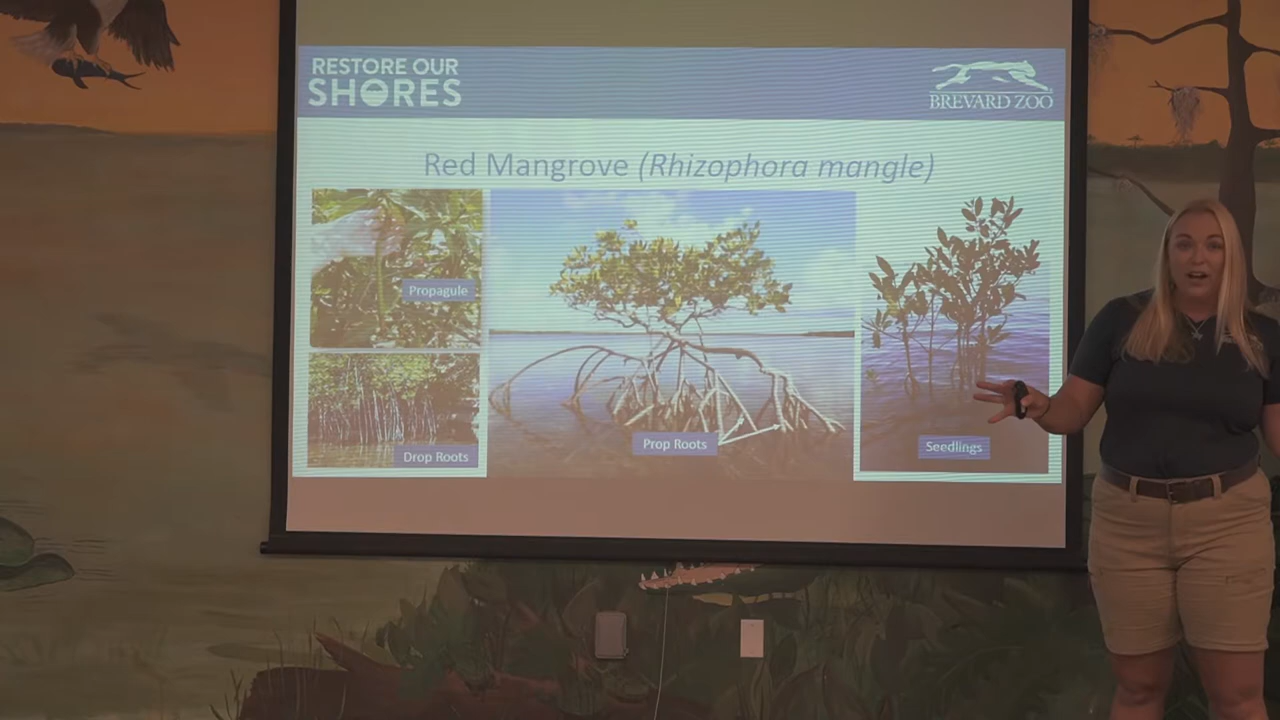 RESTORE OUR
SHORES
BREVARD ZOO
Red Mangrove (Rhizophora mangle)
Propagule
Drop Roots
Prop Roots
Seedlings